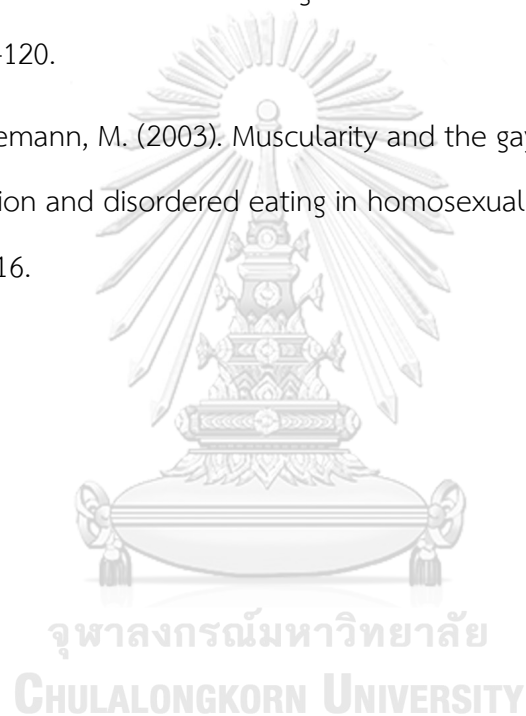 -120.
emann, M. (2003). Muscularity and the gay
ion and disordered eating in homosexual
16.
จุฬาลงกรณ์มหาวิทยาลัย
CHULALONGKORN UNIVERSITY